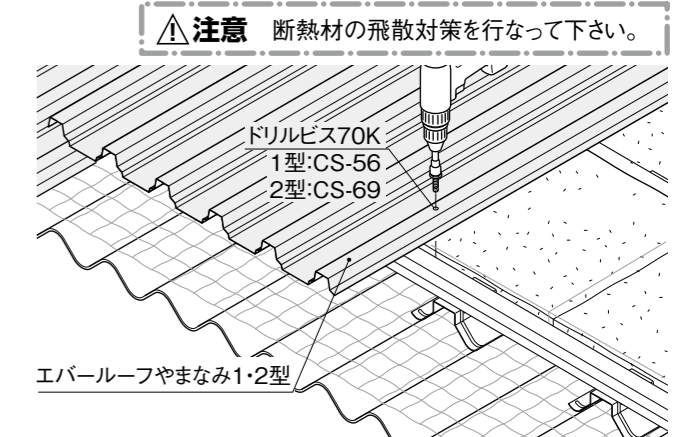 注意 断熱材の飛散対策を行なって下さい。
ドリルビス70K
1型:CS-56
2型:CS-69
エバールーフやまなみ1・2型